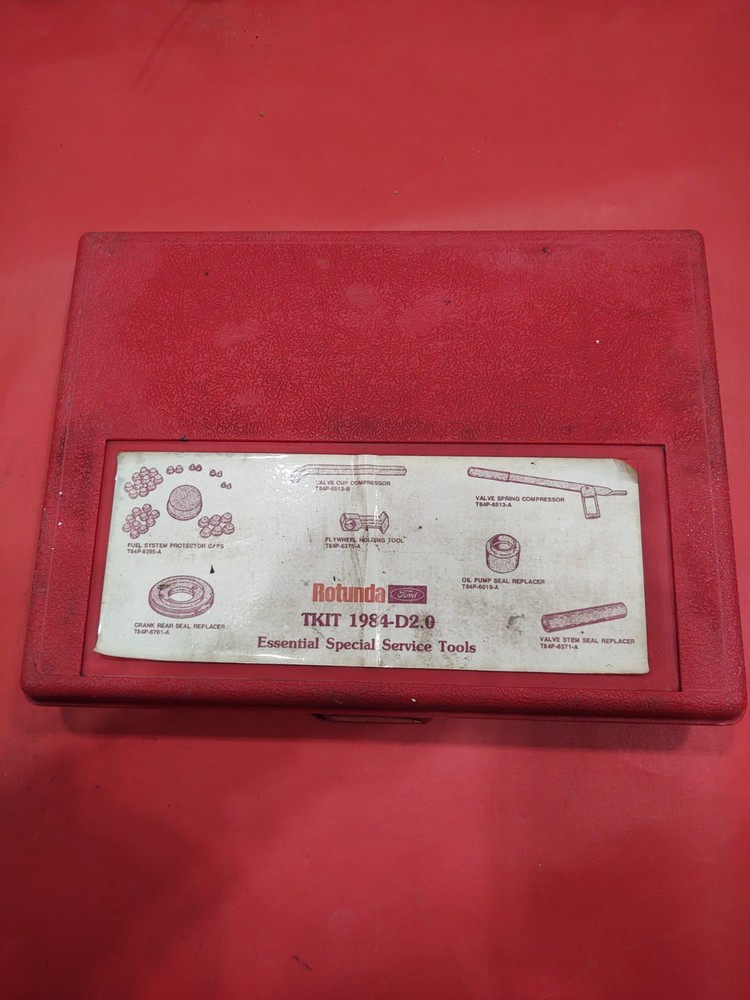 VALVE CUP COMPRESSOR
T84P-6513-B
VALVE SPRING COMPRESSOR
T84P-6513-A
FUEL SYSTEM PROTECTOR CAPS
T84P-9395-A
FLYWHEEL HOLDING TOOL
T84P-6375-A
OIL PUMP SEAL REPLACER
T84P-6019-A
CRANK REAR SEAL REPLACER
T84P-6701-A
VALVE STEM SEAL REPLACER
T84P-6571-A
Rotunda Ford
TKIT 1984-D2.0
Essential Special Service Tools